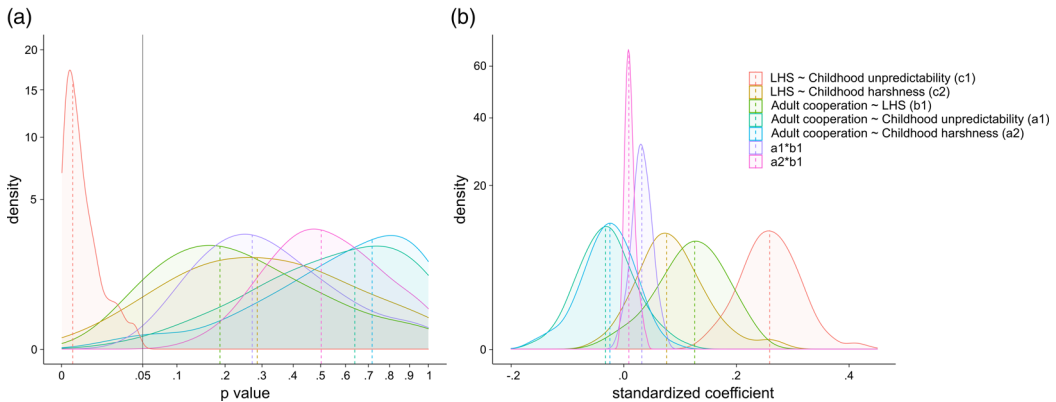 (a)
20
15
10
5
0
density
0
.05
.1
.2
.3
.4
.5
.6
.7
.8
.9
1
p value
(b)
60
40
20
0
density
-.2
.0
.2
.4
standardized coefficient
LHS ~ Childhood unpredictability (c1)
LHS ~ Childhood harshness (c2)
Adult cooperation ~ LHS (b1)
Adult cooperation ~ Childhood unpredictability (a1)
Adult cooperation ~ Childhood harshness (a2)
a1*b1
a2*b1